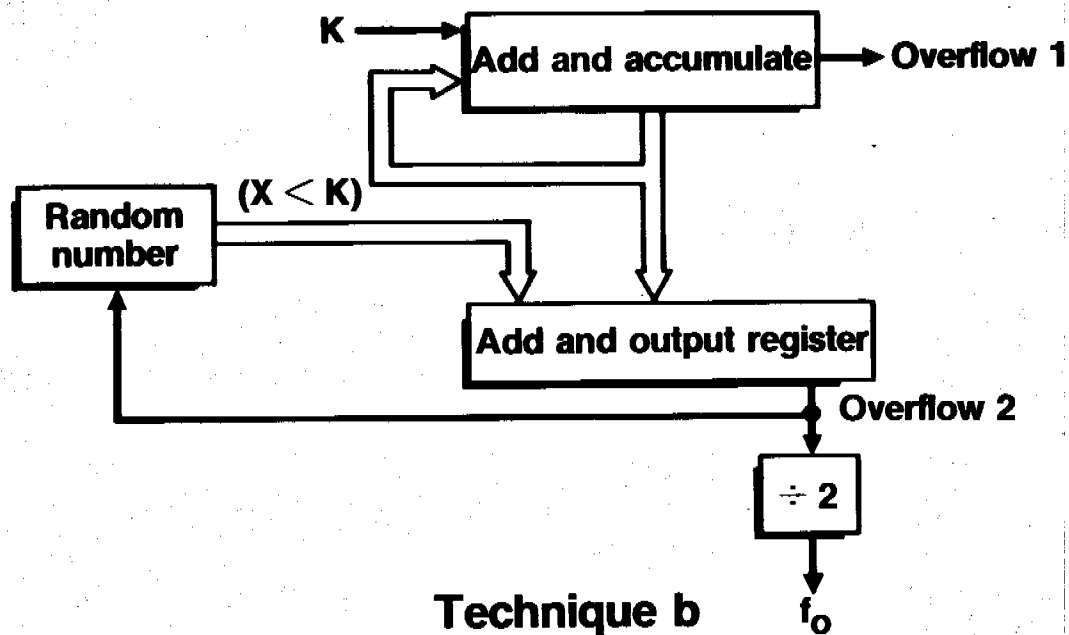 K
Add and accumulate
Overflow 1
(X < K)
Random
number
Add and output register
Overflow 2
÷ 2
Technique b
fo